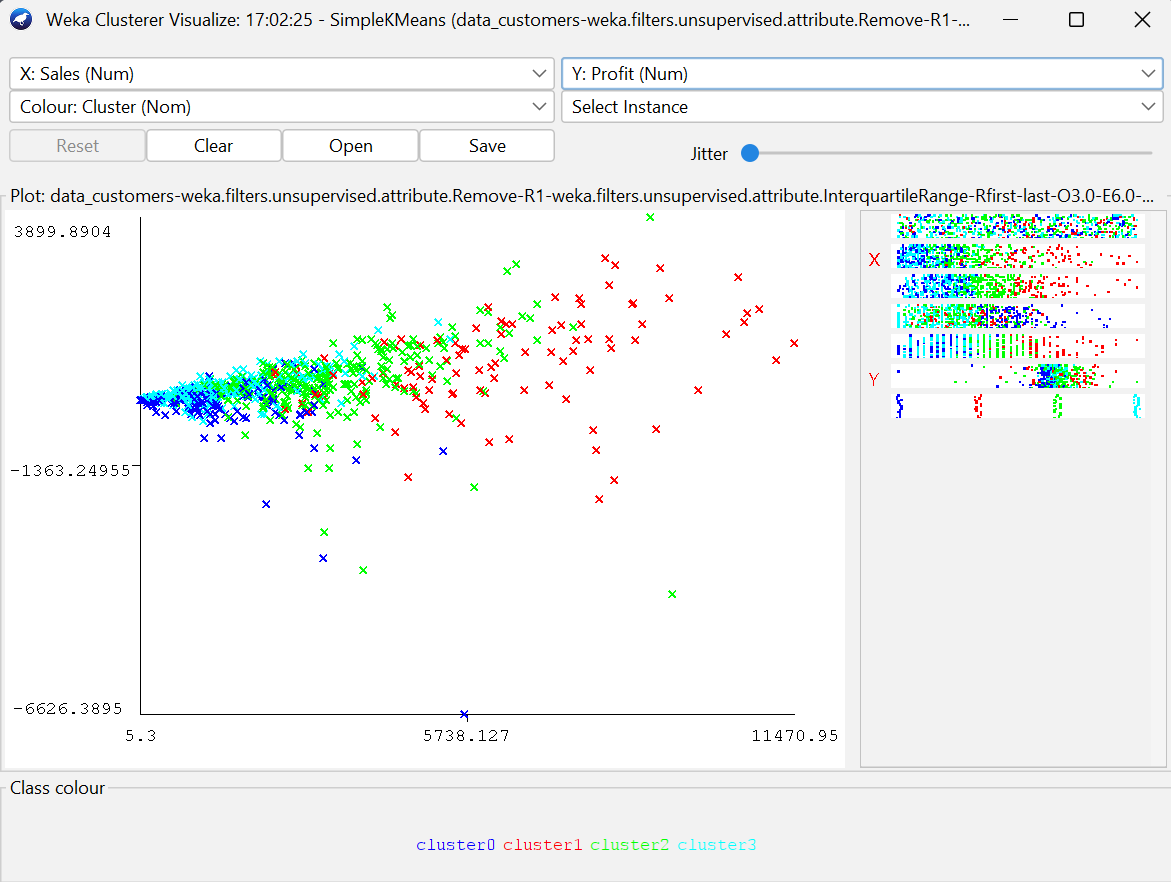 Weka Clusterer Visualize: 17:02:25 - SimpleKMeans (data_customers-weka.filters.unsupervised.attribute.Remove-R1-...
X: Sales (Num)
Y: Profit (Num)
Colour: Cluster (Nom)
Select Instance
Reset
Clear
Open
Save
Jitter
Plot: data_customers-weka.filters.unsupervised.attribute.Remove-R1-weka.filters.unsupervised.attribute.InterquartileRange-Rfirst-last-O3.0-E6.0-...
3899.8904
-1363.24955
-6626.3895
5.3
5738.127
11470.95
X
Y
Class colour
cluster0 cluster1 cluster2 cluster3